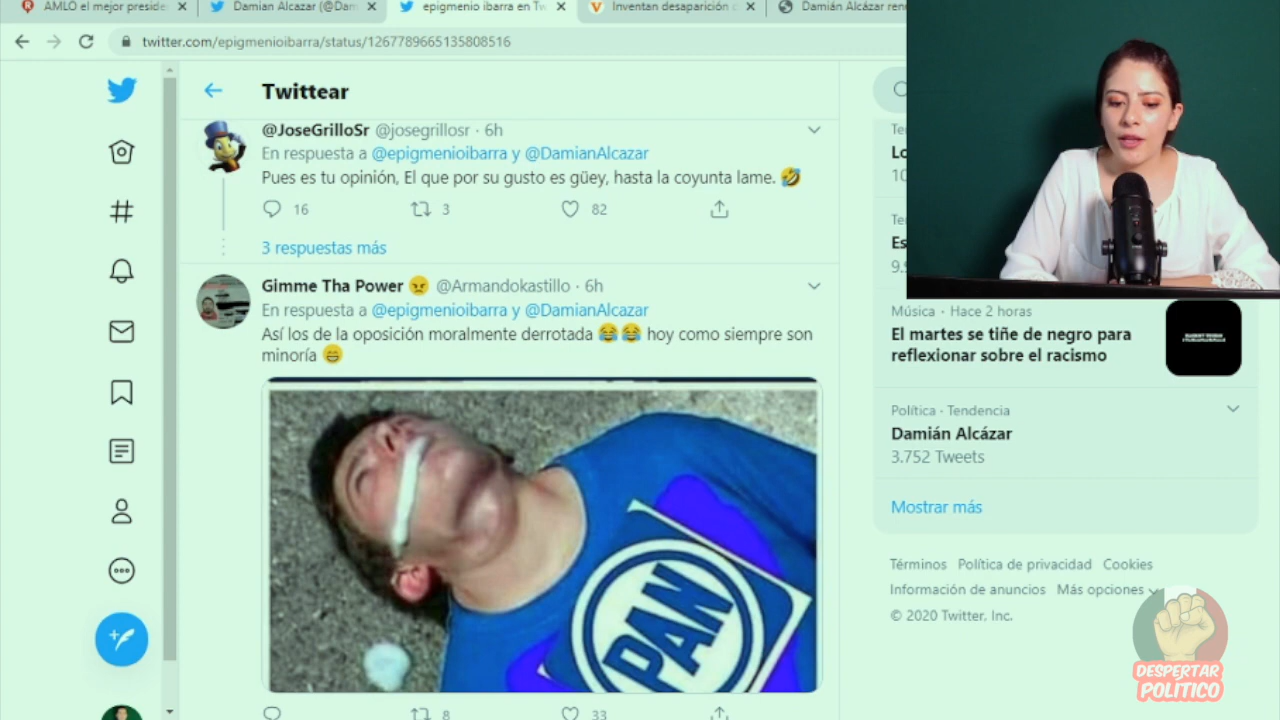 AMLO el mejor preside
Damian Alcazar (@Dam
epigmenio ibarra en Tw
Inventan desaparición
Damián Alcázar ren
twitter.com/epigmenioibarra/status/1267789665135808516
Twittear
@JoseGrilloSr @josegrillosr · 6h
En respuesta a @epigmenioibarra y @DamianAlcazar
Pues es tu opinión, El que por su gusto es güey, hasta la coyunta lame. 🤣
16 3 82
3 respuestas más
Gimme Tha Power 😠 @Armandokastillo · 6h
En respuesta a @epigmenioibarra y @DamianAlcazar
Así los de la oposición moralmente derrotada 😂😂 hoy como siempre son
minoría 😄
PAN
8 33
Música · Hace 2 horas
El martes se tiñe de negro para
reflexionar sobre el racismo
Política · Tendencia
Damián Alcázar
3.752 Tweets
Mostrar más
Términos Política de privacidad Cookies
Información de anuncios Más opciones
© 2020 Twitter, Inc.
DESPERTAR
POLITICO